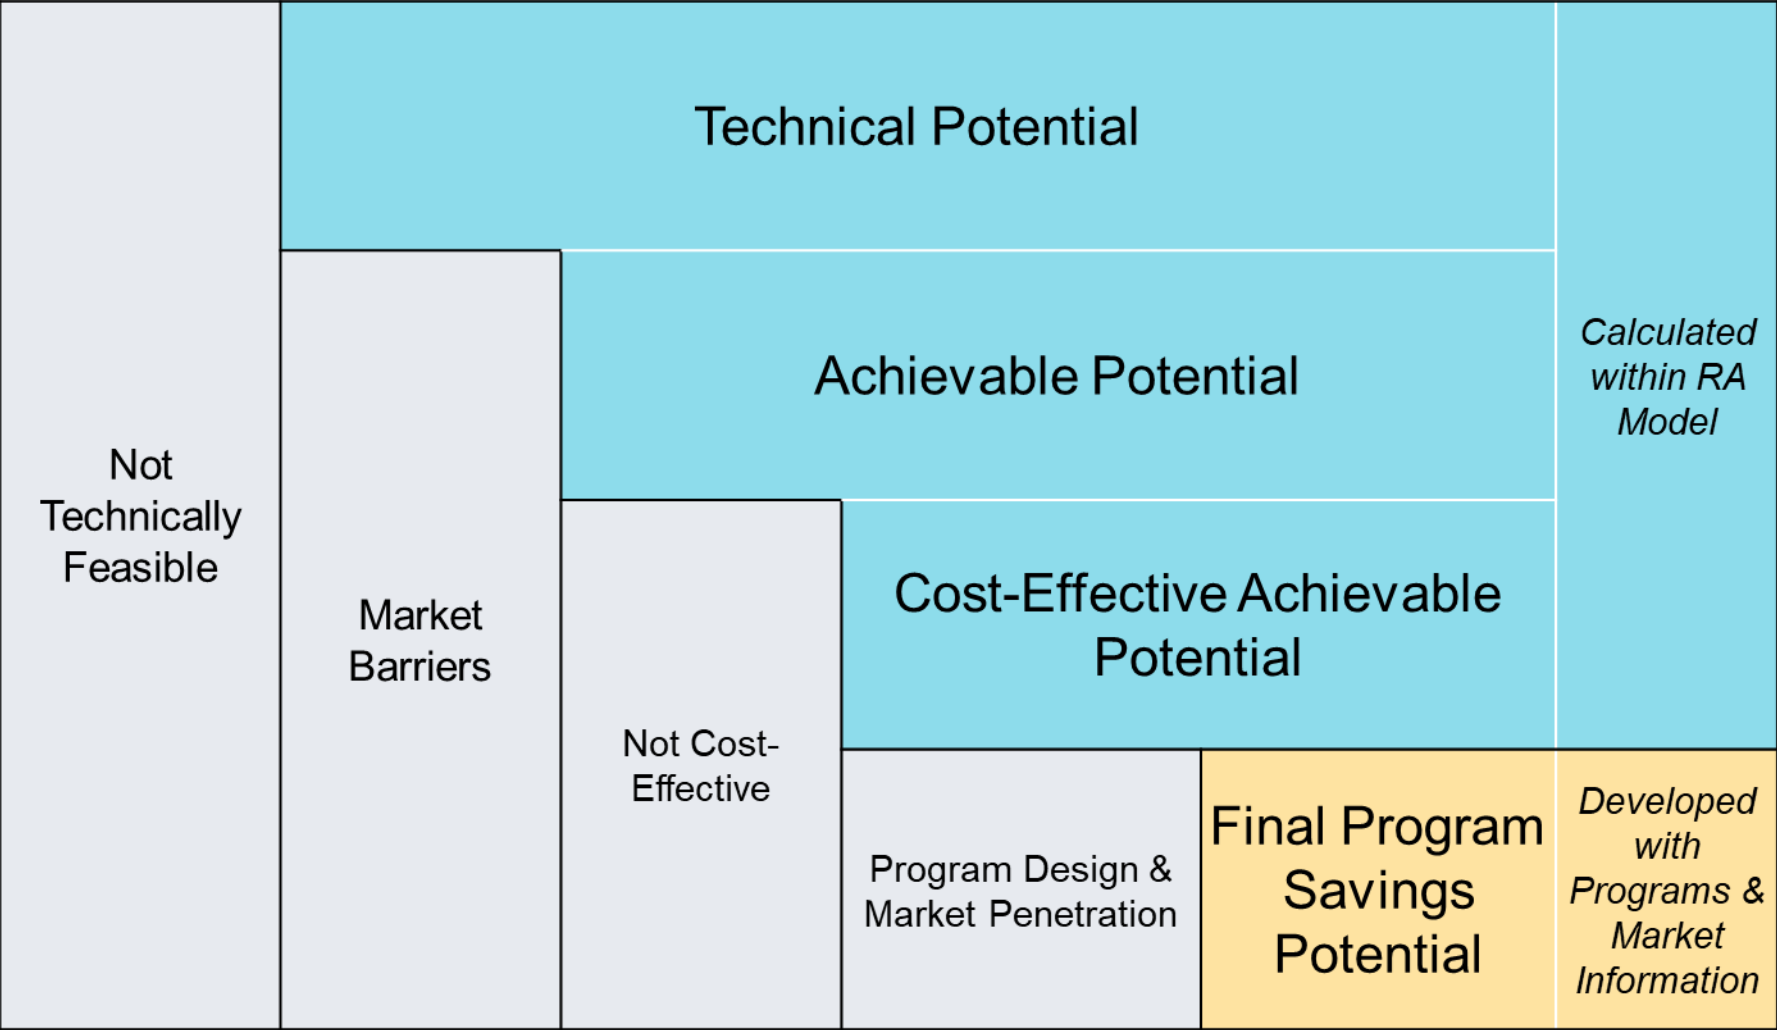 Technical Potential
Achievable Potential
Calculated
within RA
Model
Not
Technically
Feasible
Market
Barriers
Cost-Effective Achievable
Potential
Not Cost-
Effective
Program Design &
Market Penetration
Final Program
Savings
Potential
Developed
with
Programs &
Market
Information